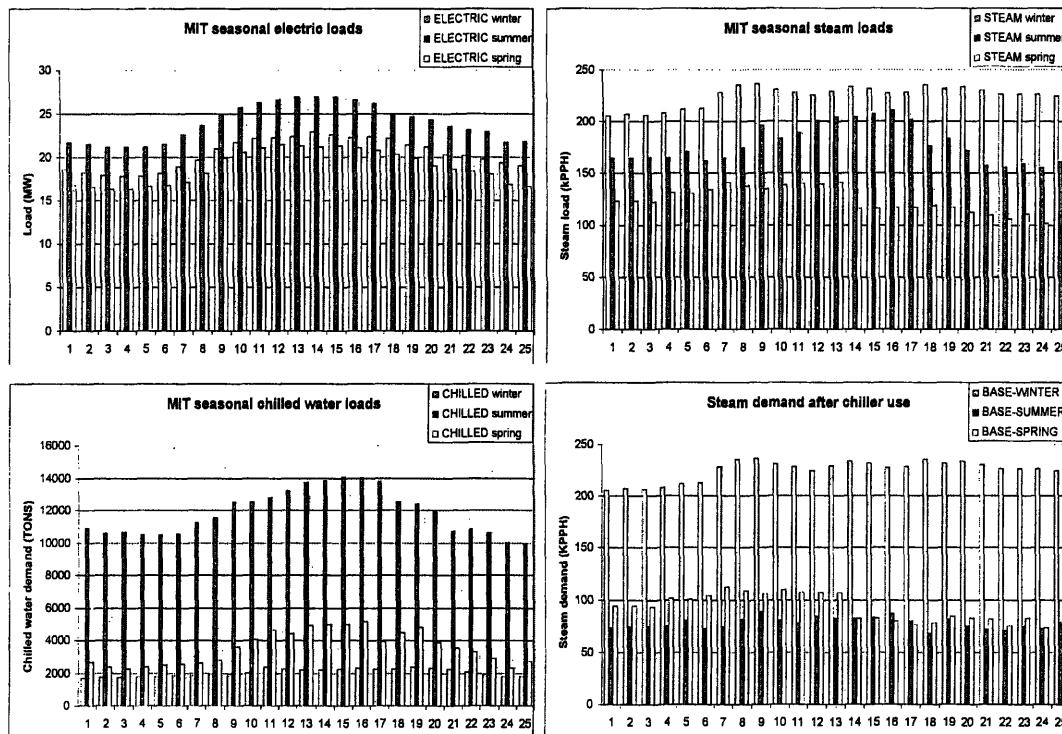 MIT seasonal electric loads
ELECTRIC winter
ELECTRIC summer
ELECTRIC spring
Load (MW)
30
25
20
15
10
5
0
1 2 3 4 5 6 7 8 9 10 11 12 13 14 15 16 17 18 19 20 21 22 23 24 25
MIT seasonal steam loads
STEAM winter
STEAM summer
STEAM spring
Steam load (kPPH)
250
200
150
100
50
0
1 2 3 4 5 6 7 8 9 10 11 12 13 14 15 16 17 18 19 20 21 22 23 24 25
MIT seasonal chilled water loads
CHILLED winter
CHILLED summer
CHILLED spring
Chilled water demand (TONS)
16000
14000
12000
10000
8000
6000
4000
2000
0
1 2 3 4 5 6 7 8 9 10 11 12 13 14 15 16 17 18 19 20 21 22 23 24 25
Steam demand after chiller use
BASE-WINTER
BASE-SUMMER
BASE-SPRING
Steam demand (KPPH)
250
200
150
100
50
0
1 2 3 4 5 6 7 8 9 10 11 12 13 14 15 16 17 18 19 20 21 22 23 24 25